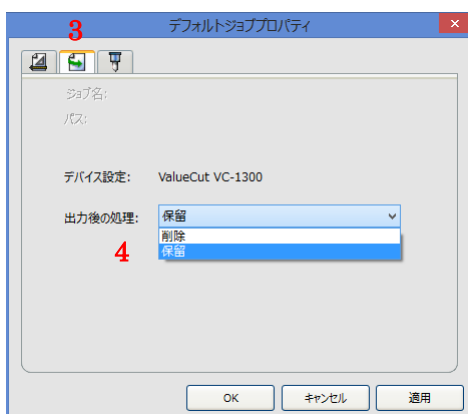 3
デフォルトジョブプロパティ
ジョブ名:
パス:
デバイス設定: ValueCut VC-1300
出力後の処理: 保留
削除
4 保留
OK キャンセル 適用